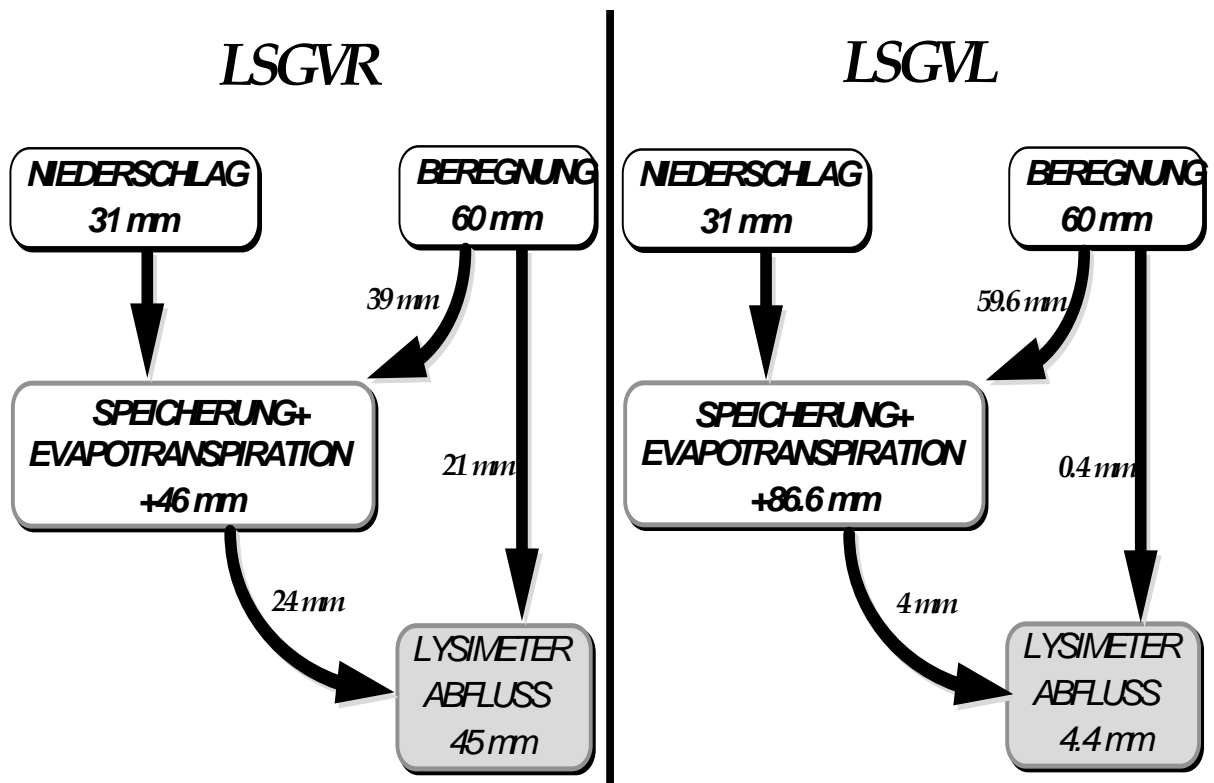 LSGVR
NIEDERSCHLAG
31 mm
BEREGNUNG
60 mm
39 mm
SPEICHERUNG+
EVAPOTRANSPIRATION
+46 mm
21 mm
24 mm
LYSIMETER
ABFLUSS
45 mm
LSGVL
NIEDERSCHLAG
31 mm
BEREGNUNG
60 mm
59.6 mm
SPEICHERUNG+
EVAPOTRANSPIRATION
+86.6 mm
0.4 mm
4 mm
LYSIMETER
ABFLUSS
4.4 mm